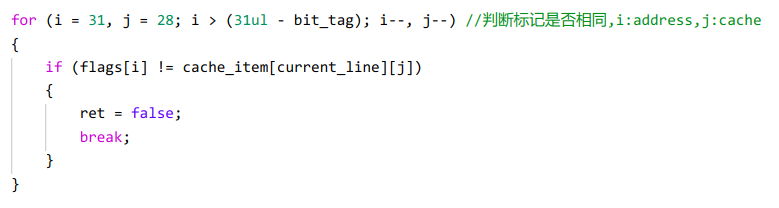 for (i = 31, j = 28; i > (31ul - bit_tag); i--, j--) //判断标记是否相同,i:address,j:cache
{
    if (flags[i] != cache_item[current_line][j])
    {
        ret = false;
        break;
    }
}